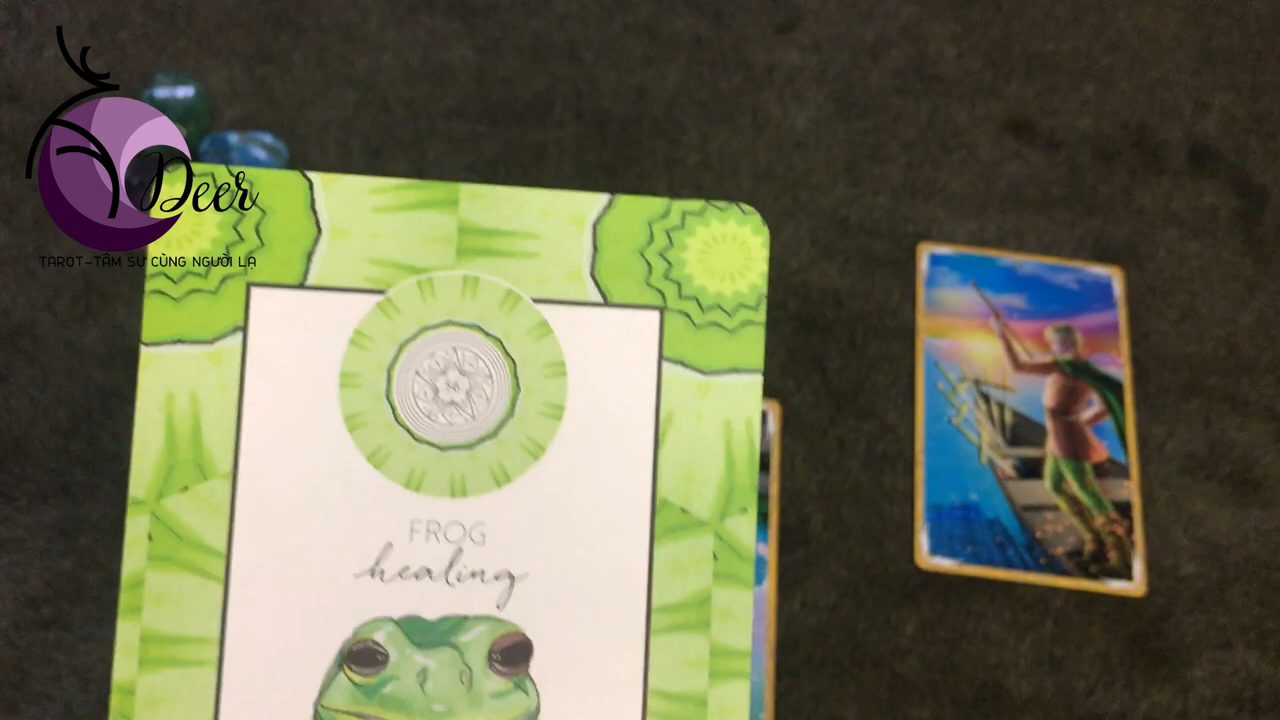 Deer
TAROT-TÂM SỰ CÙNG NGƯỜI LẠ
FROG
healing